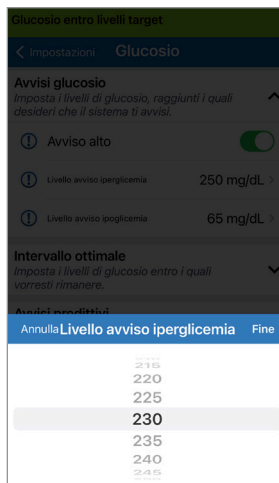 Glucosio entro livelli target
Impostazioni Glucosio
Avvisi glucosio
Imposta i livelli di glucosio, raggiunti i quali
desideri che il sistema ti avvisi.
Avviso alto
Livello avviso iperglicemia 250 mg/dL
Livello avviso ipoglicemia 65 mg/dL
Intervallo ottimale
Imposta i livelli di glucosio entro i quali
vorresti rimanere.
Avvisi predittivi
Annulla Livello avviso iperglicemia Fine
215
220
225
230
235
240
245